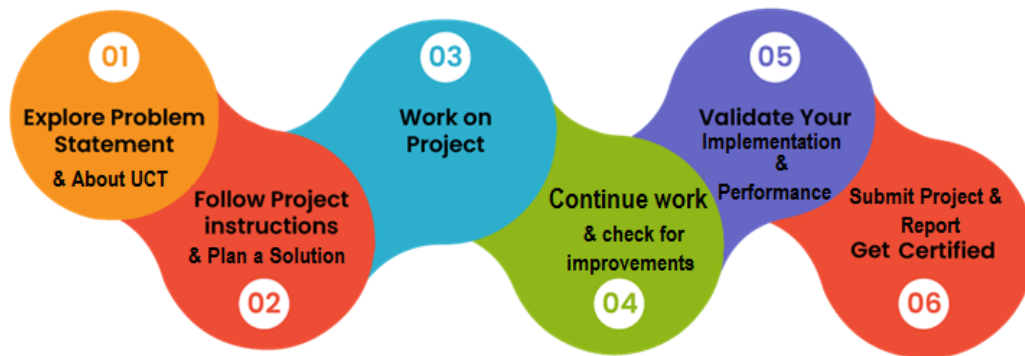 01
Explore Problem
Statement
& About UCT
Follow Project
instructions
& Plan a Solution
02
03
Work on
Project
Continue work
& check for
improvements
04
05
Validate Your
Implementation
&
Performance
Submit Project &
Report
Get Certified
06